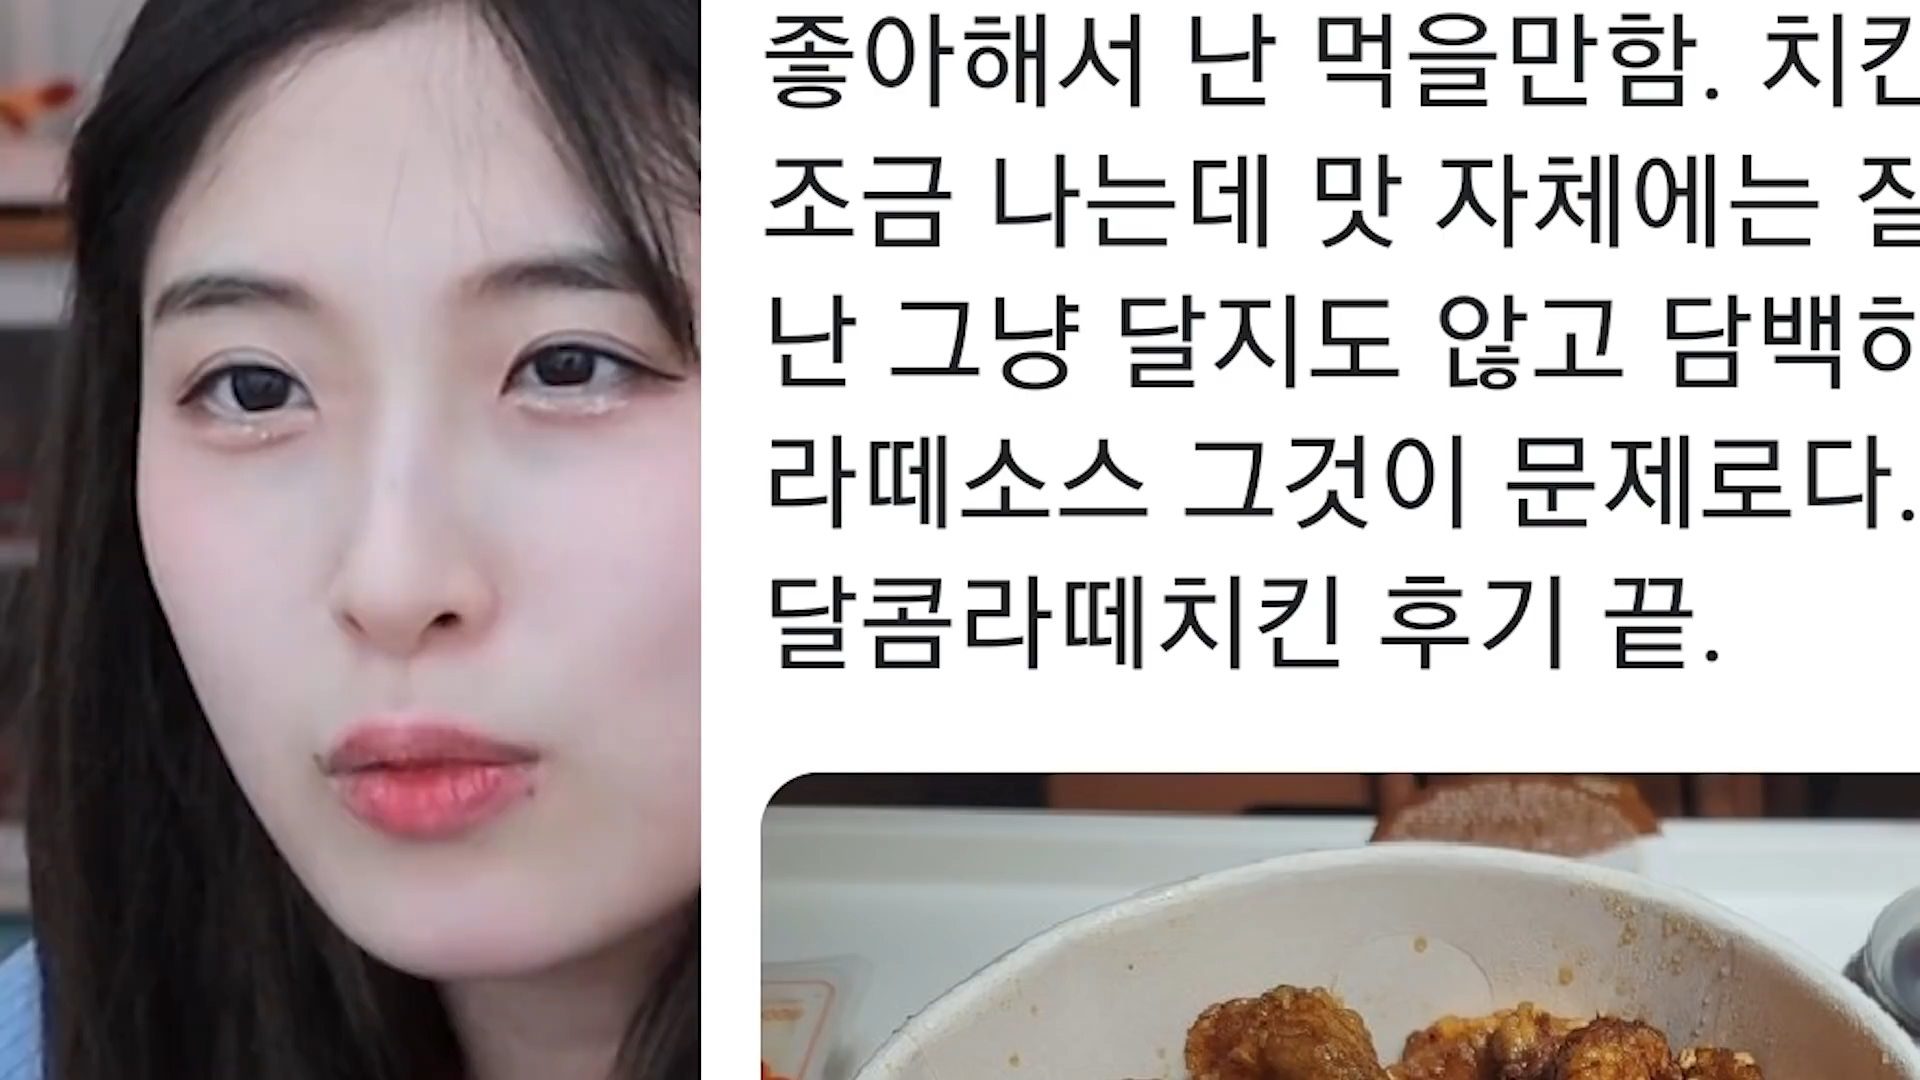 좋아해서 난 먹을만함. 치킨
조금 나는데 맛 자체에는
난 그냥 달지도 않고 담백하
라떼소스 그것이 문제로다.
달콤라떼치킨 후기 끝.